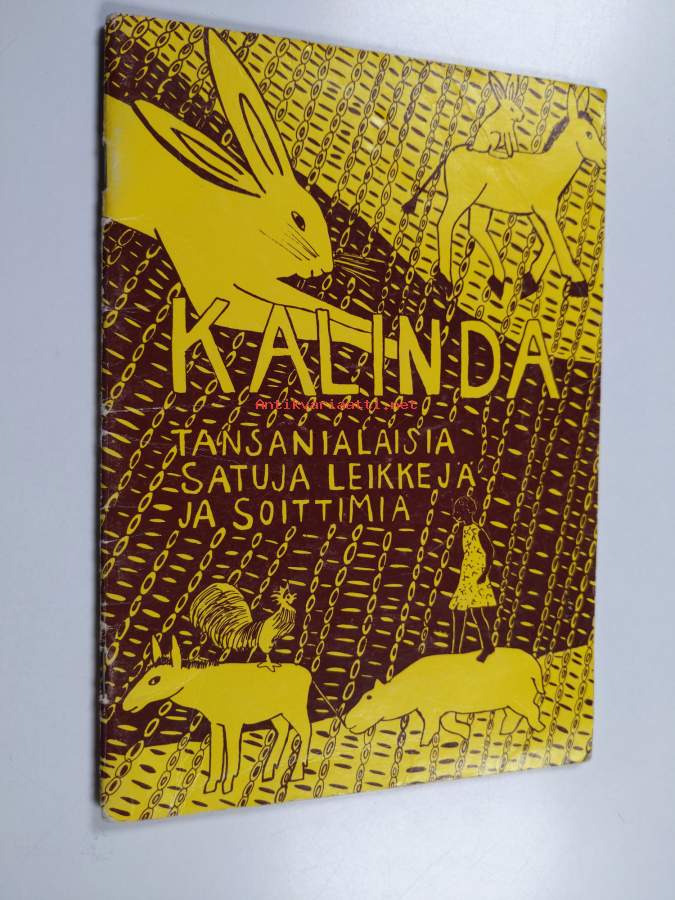 KALINDA
Antikvariaatti.net
TANSANIALAISIA
SATUJA LEIKKEJÄ
JA SOITTIMIA